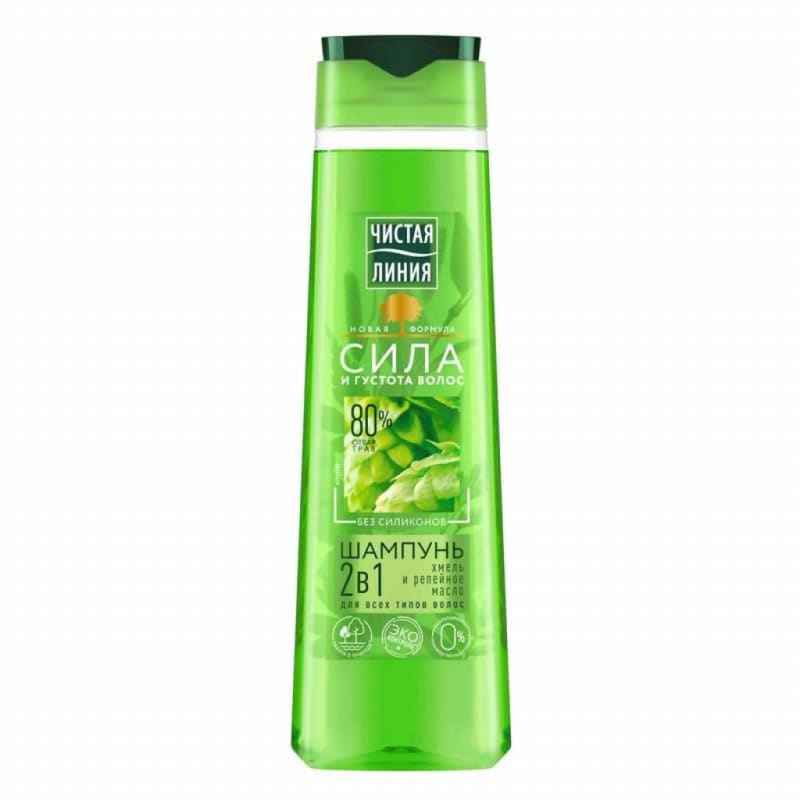 ЧИСТАЯ
ЛИНИЯ
НОВАЯ ФОРМУЛА
СИЛА
И ГУСТОТА ВОЛОС
80%
ОТВАР
ТРАВ
БЕЗ СИЛИКОНОВ
ШАМПУНЬ
2в1
хмель
и репейное
масло
для всех типов волос
ЭКО
КОНТРОЛЬ
0%